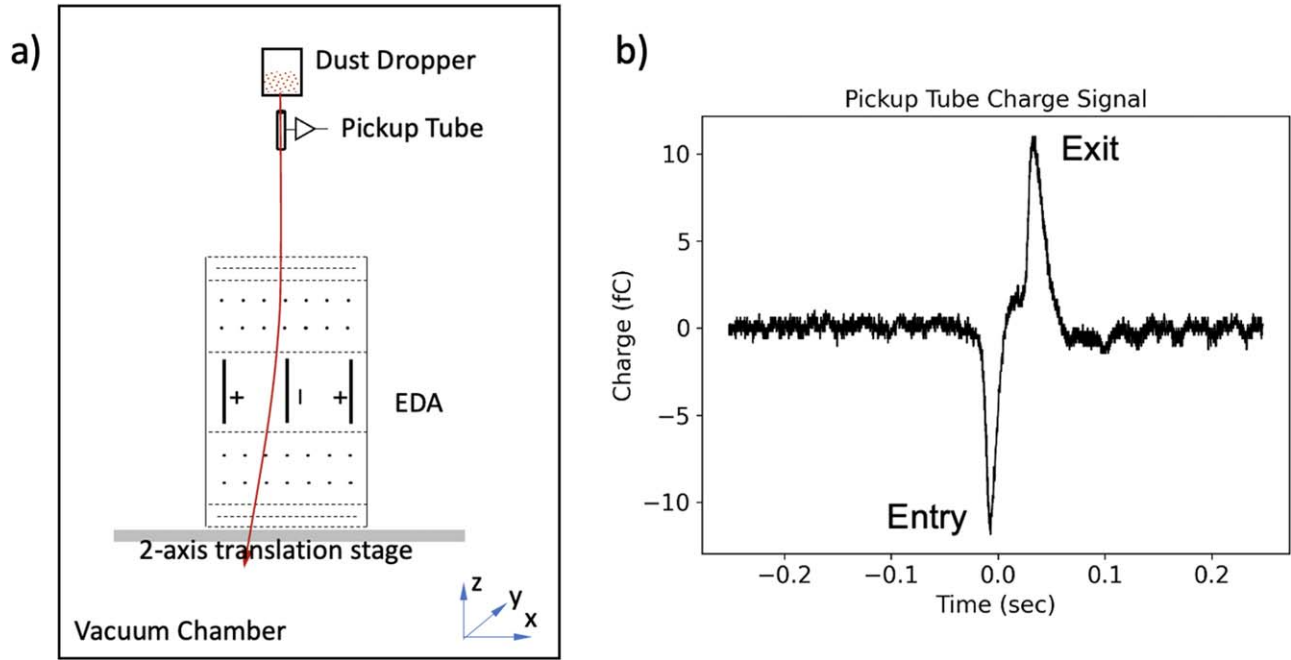 a)
Dust Dropper
Pickup Tube
+
–
+
EDA
2-axis translation stage
z
y
x
Vacuum Chamber
b)
Pickup Tube Charge Signal
Exit
Entry
Charge (fC)
10
5
0
−5
−10
−0.2 −0.1 0.0 0.1 0.2
Time (sec)